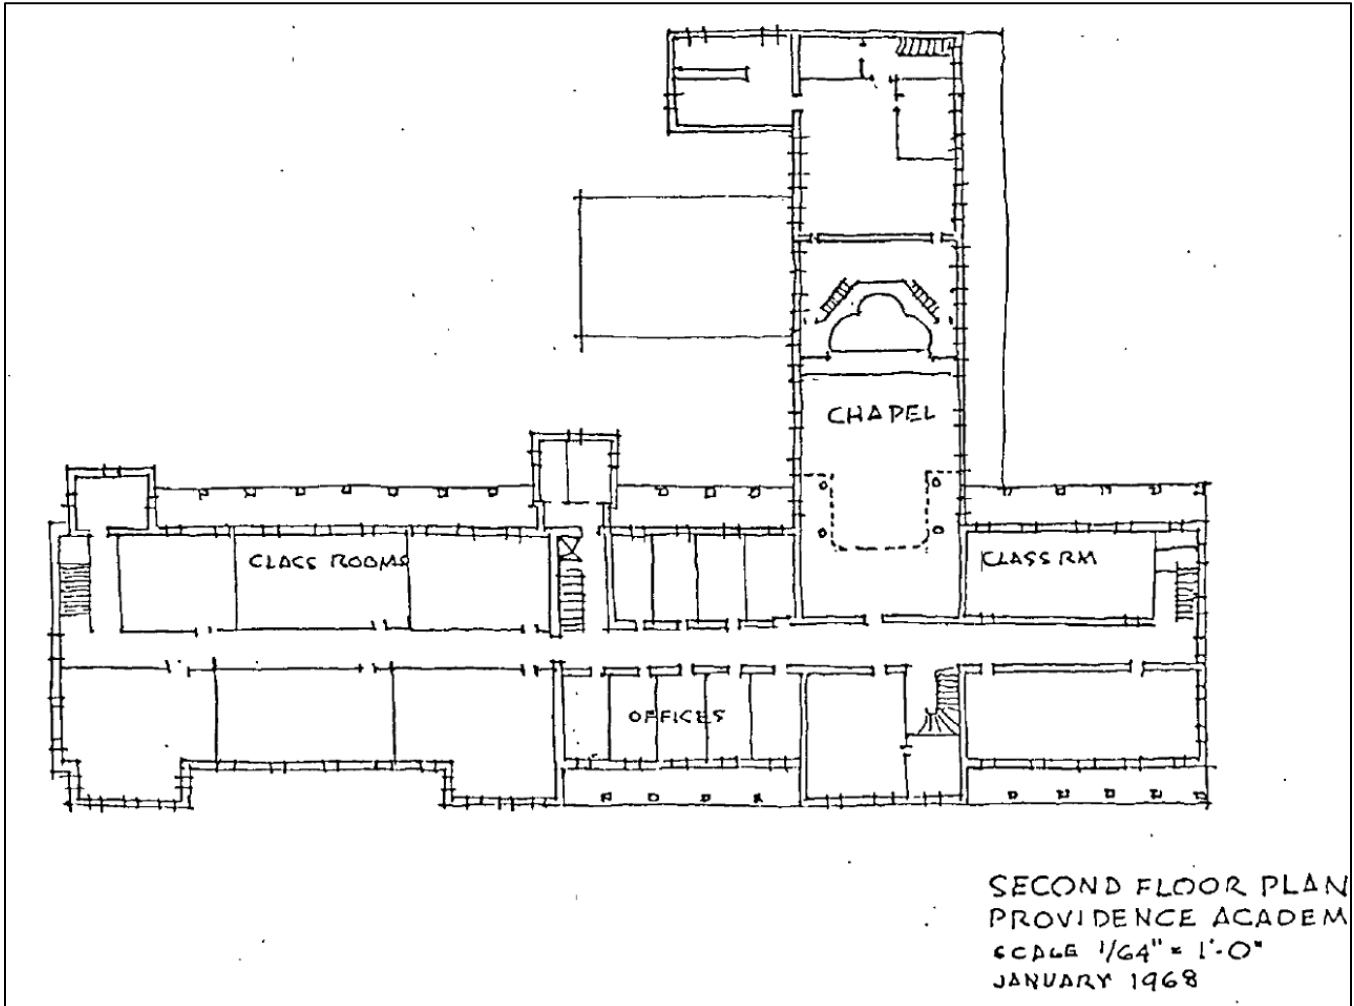 CHAPEL
CLASS ROOMS
CLASS RM
OFFICES
SECOND FLOOR PLAN
PROVIDENCE ACADEM
SCALE 1/64" = 1'-0"
JANUARY 1968